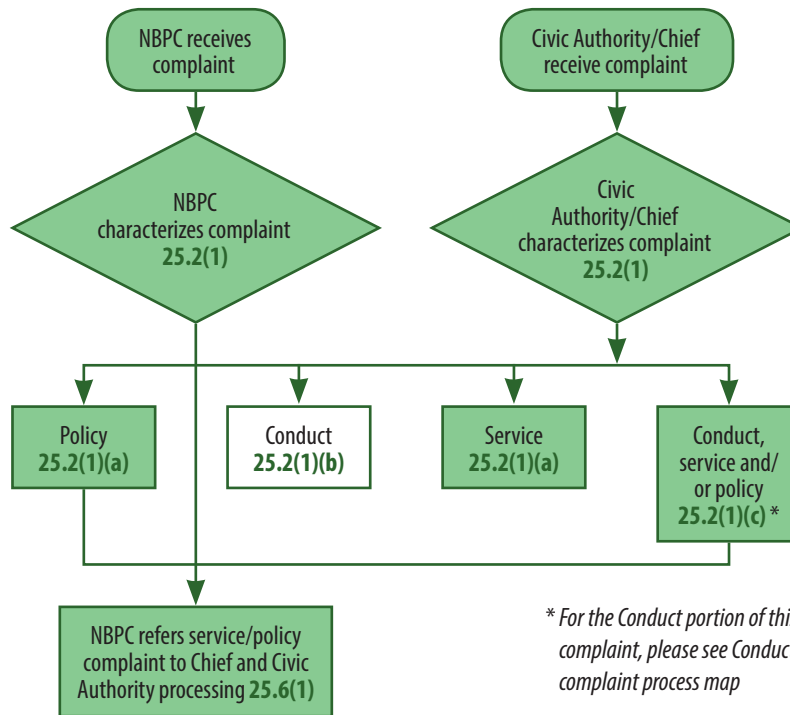 NBPC receives
complaint
Civic Authority/Chief
receive complaint
NBPC
characterizes complaint
25.2(1)
Civic
Authority/Chief
characterizes complaint
25.2(1)
Policy
25.2(1)(a)
Conduct
25.2(1)(b)
Service
25.2(1)(a)
Conduct,
service and/
or policy
25.2(1)(c) *
NBPC refers service/policy
complaint to Chief and Civic
Authority processing 25.6(1)
* For the Conduct portion of
complaint, please see
complaint process map